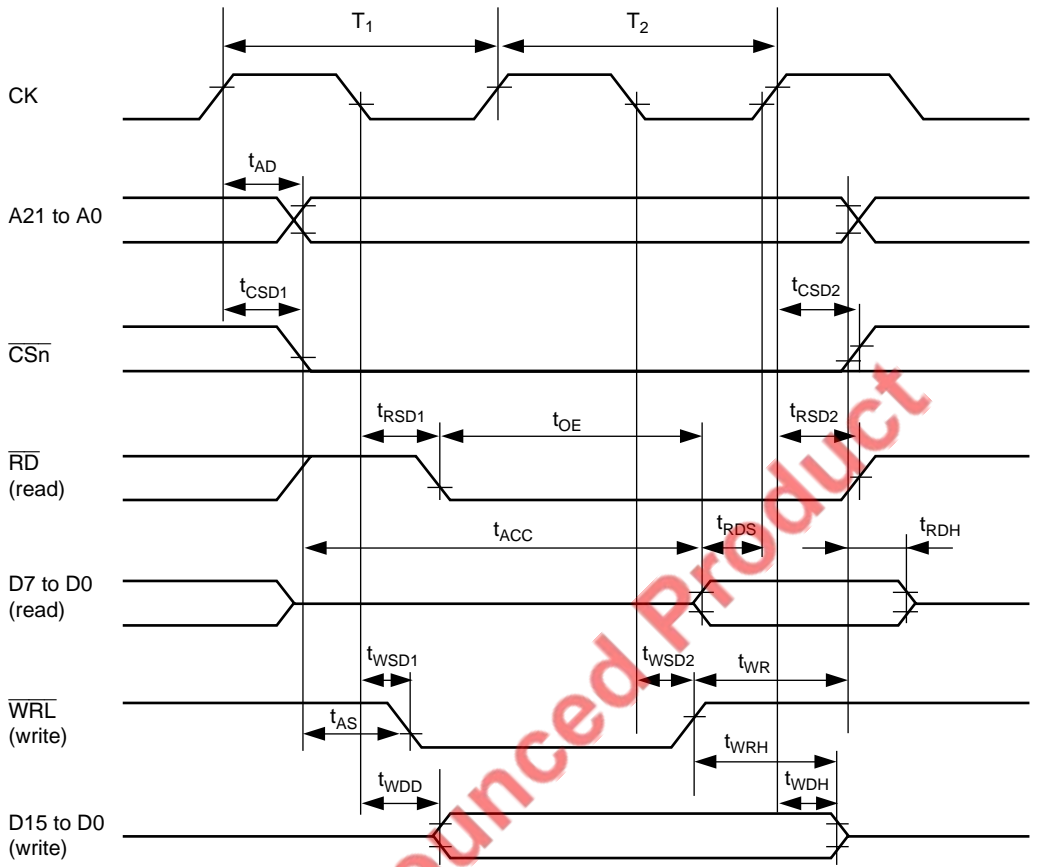 T1 T2
CK
tAD
A21 to A0
tCSD1 tCSD2
CSn
tRSD1 tOE tRSD2
RD
(read)
tACC tRDS tRDH
D7 to D0
(read)
tWSD1 tWSD2 tWR
WRL
(write)
tAS
tWRH
tWDD tWDH
D15 to D0
(write)
ounced Product